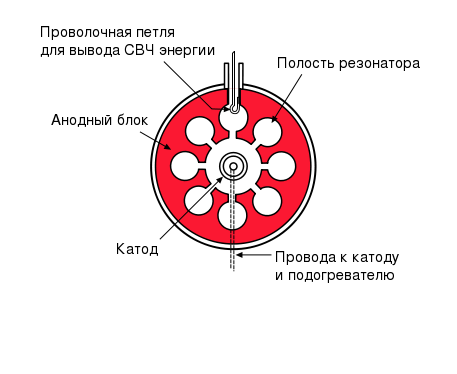 Проволочная петля
для вывода СВЧ энергии
Полость резонатора
Анодный блок
Катод
Провода к катоду
и подогревателю